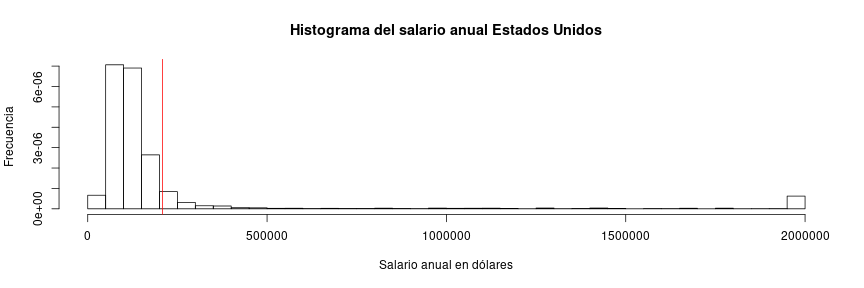 Histograma del salario anual Estados Unidos
Frecuencia
6e-06
3e-06
0e+00
0 500000 1000000 1500000 2000000
Salario anual en dólares